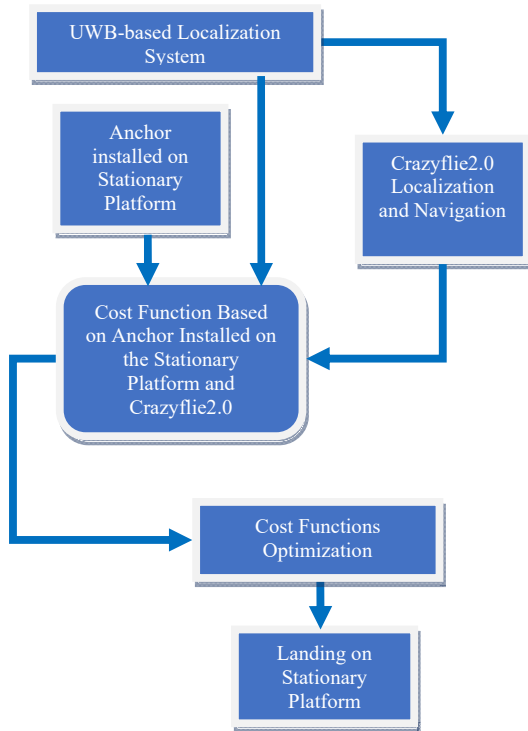 UWB-based Localization
System
Anchor
installed on
Stationary
Platform
Crazyflie2.0
Localization
and Navigation
Cost Function Based
on Anchor Installed on
the Stationary
Platform and
Crazyflie2.0
Cost Functions
Optimization
Landing on
Stationary
Platform